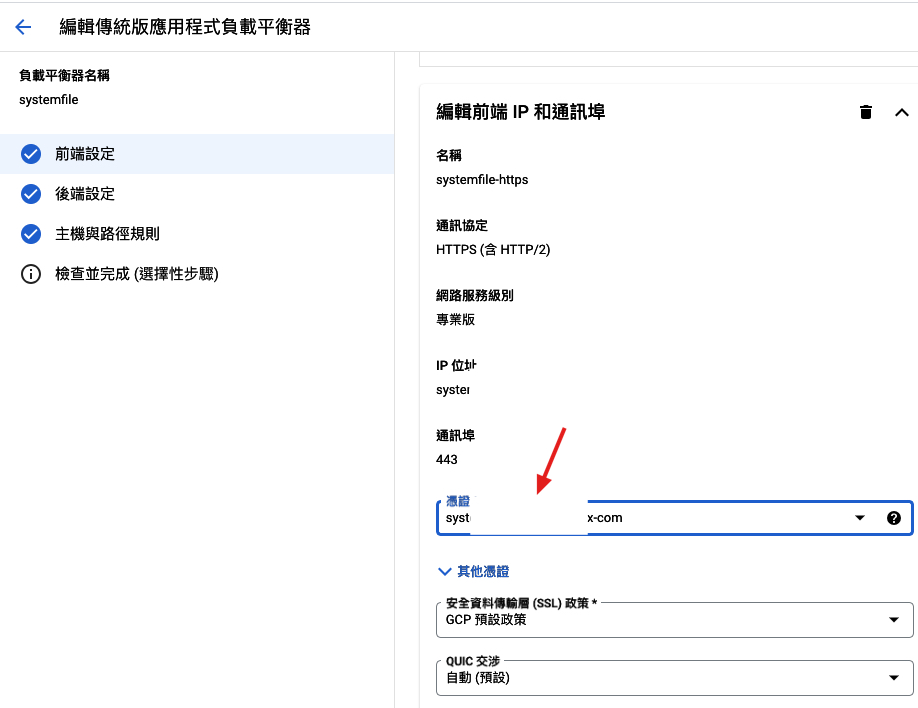 編輯傳統版應用程式負載平衡器
負載平衡器名稱
systemfile
前端設定
後端設定
主機與路徑規則
檢查並完成 (選擇性步驟)
編輯前端 IP 和通訊埠
名稱
systemfile-https
通訊協定
HTTPS (含 HTTP/2)
網路服務級別
專業版
IP 位址
system
通訊埠
443
憑證
syst x-com
其他憑證
安全資料傳輸層 (SSL) 政策 *
GCP 預設政策
QUIC 交涉
自動 (預設)